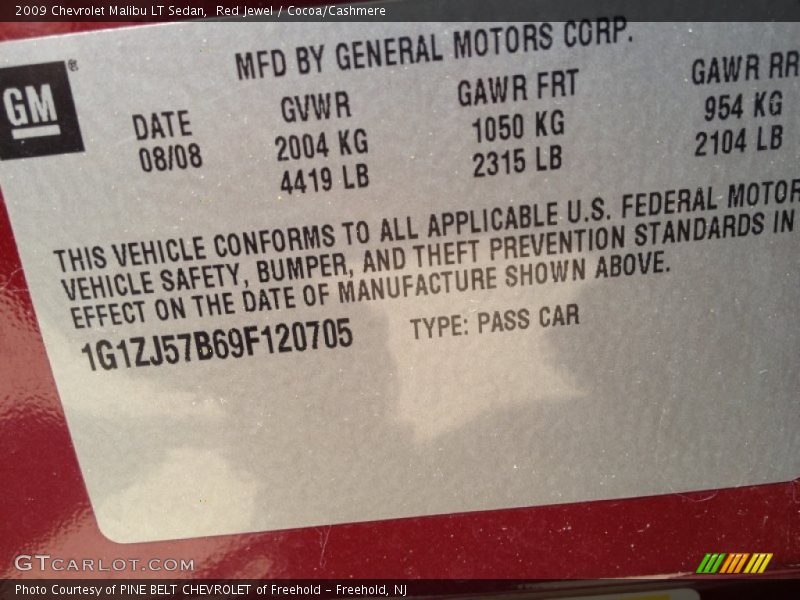 2009 Chevrolet Malibu LT Sedan,  Red Jewel / Cocoa/Cashmere
MFD BY GENERAL MOTORS CORP.
GM®
DATE GVWR GAWR FRT GAWR RR
08/08 2004 KG 1050 KG 954 KG
4419 LB 2315 LB 2104 LB
THIS VEHICLE CONFORMS TO ALL APPLICABLE U.S. FEDERAL MOTOR
VEHICLE SAFETY, BUMPER, AND THEFT PREVENTION STANDARDS IN
EFFECT ON THE DATE OF MANUFACTURE SHOWN ABOVE.
1G1ZJ57B69F120705 TYPE: PASS CAR
GTCARLOT.COM
Photo Courtesy of PINE BELT CHEVROLET of Freehold - Freehold, NJ